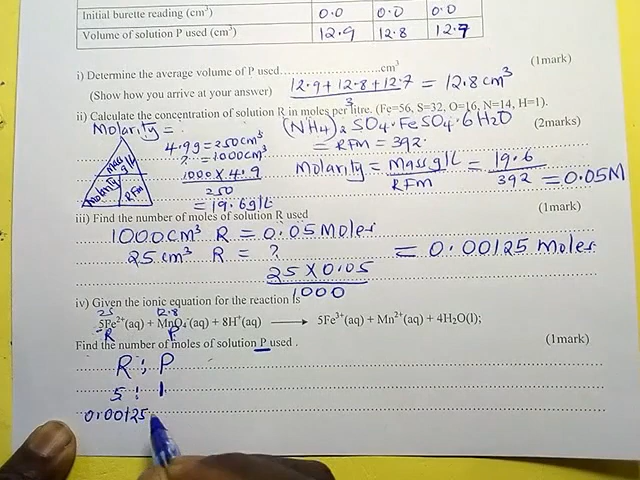 Initial burette reading (cm³) 0.0 0.0 0.0
Volume of solution P used (cm³) 12.9 12.8 12.7
i) Determine the average volume of P used..........cm³ (1mark)
(Show how you arrive at your answer) 12.9 + 12.8 + 12.7 / 3 = 12.8 cm³
ii) Calculate the concentration of solution R in moles per litre. (Fe=56, S=32, O=16, N=14, H=1).
Molarity = (NH4)2 SO4.FeSO4.6H2O (2marks)
4.9g = 250cm³ = RFM = 392.
? = 1000cm³
Mass g/L
Molarity RFM
1000 x 4.9 / 250 Molarity = Mass g/L / RFM = 19.6 / 392 = 0.05M
= 19.6g/L
iii) Find the number of moles of solution R used (1mark)
1000cm³ R = 0.05 Moles
25cm³ R = ? = 0.00125 moles
25 X 0.05 / 1000
iv) Given the ionic equation for the reaction is
25 12.8
5Fe²⁺(aq) + MnO₄⁻(aq) + 8H⁺(aq) ⟶ 5Fe³⁺(aq) + Mn²⁺(aq) + 4H₂O(l);
R P
Find the number of moles of solution P used . (1mark)
R : P
5 : 1
0.00125